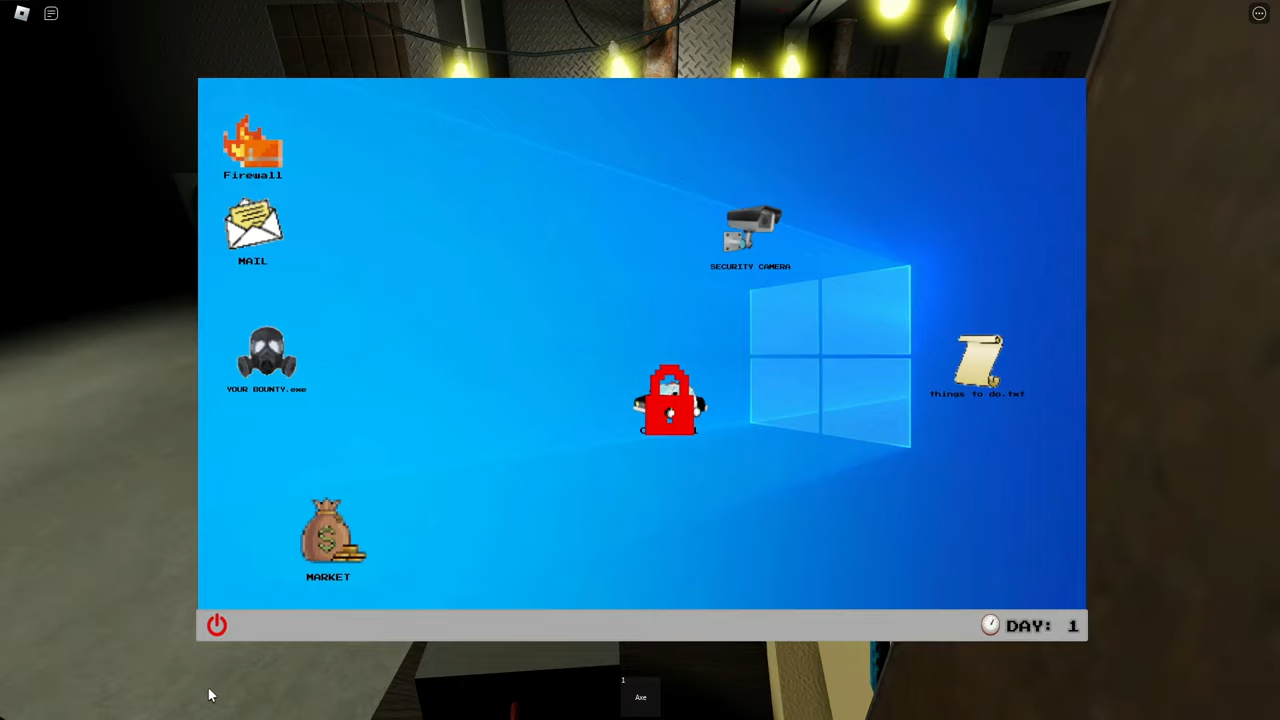 Firewall
MAIL
SECURITY CAMERA
YOUR BOUNTY.exe
things to do.txt
MARKET
DAY: 1
1
Axe